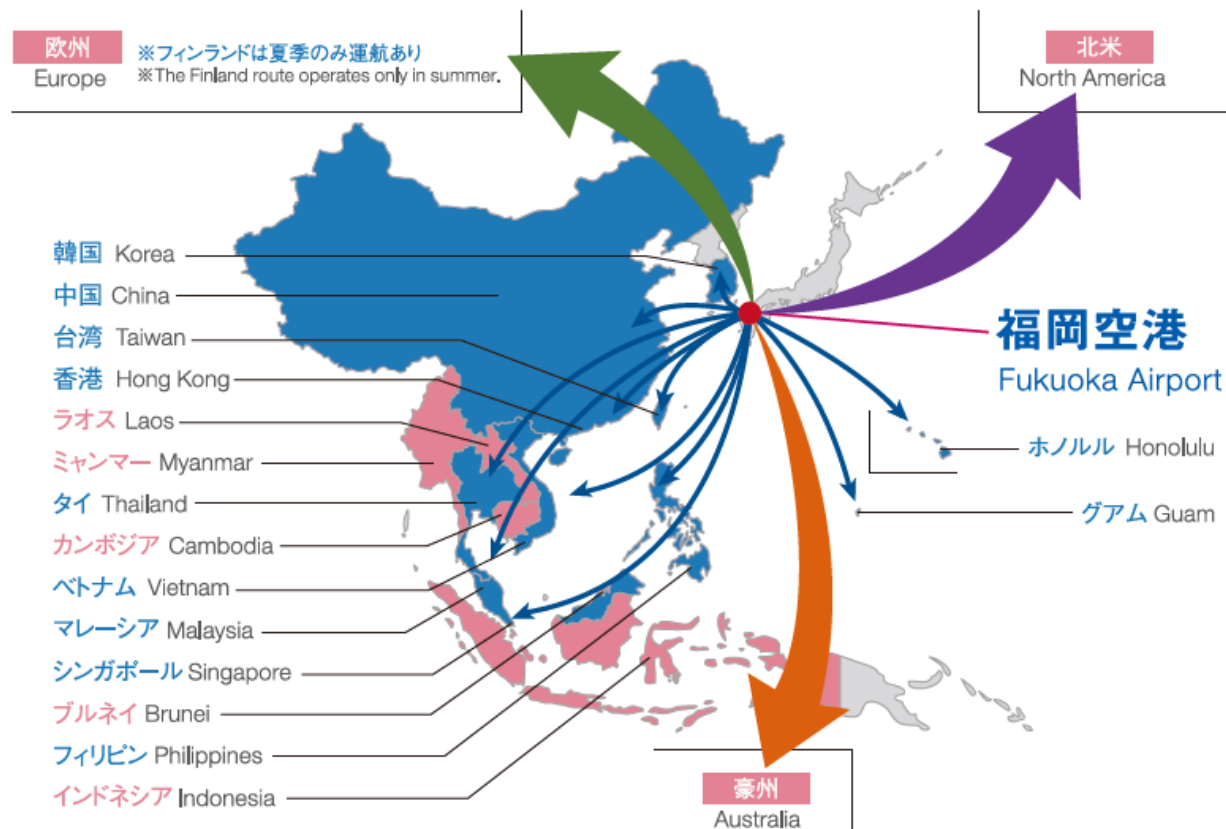 欧州
Europe
※フィンランドは夏季のみ運航あり
※The Finland route operates only in summer.
北米
North America
韓国 Korea
中国 China
台湾 Taiwan
香港 Hong Kong
ラオス Laos
ミャンマー Myanmar
タイ Thailand
カンボジア Cambodia
ベトナム Vietnam
マレーシア Malaysia
シンガポール Singapore
ブルネイ Brunei
フィリピン Philippines
インドネシア Indonesia
福岡空港
Fukuoka Airport
ホノルル Honolulu
グアム Guam
豪州
Australia